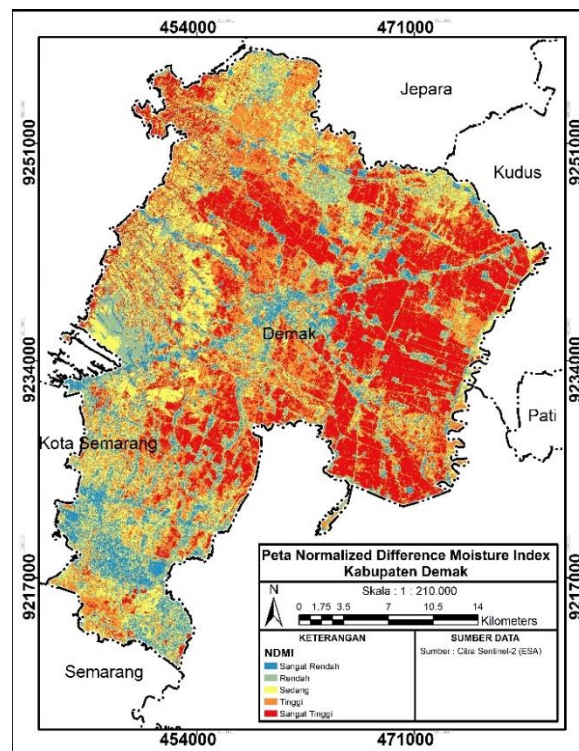 454000 471000
Jepara
Kudus
9251000 9251000
Demak
9234000 9234000
Pati
Kota Semarang
9217000 9217000
Semarang
Peta Normalized Difference Moisture Index
Kabupaten Demak
N
Skala : 1 : 210.000
0 1.75 3.5 7 10.5 14
Kilometers
KETERANGAN
NDMI
Sangat Rendah
Rendah
Sedang
Tinggi
Sangat Tinggi
SUMBER DATA
Sumber : Citra Sentinel-2 (ESA)
454000 471000